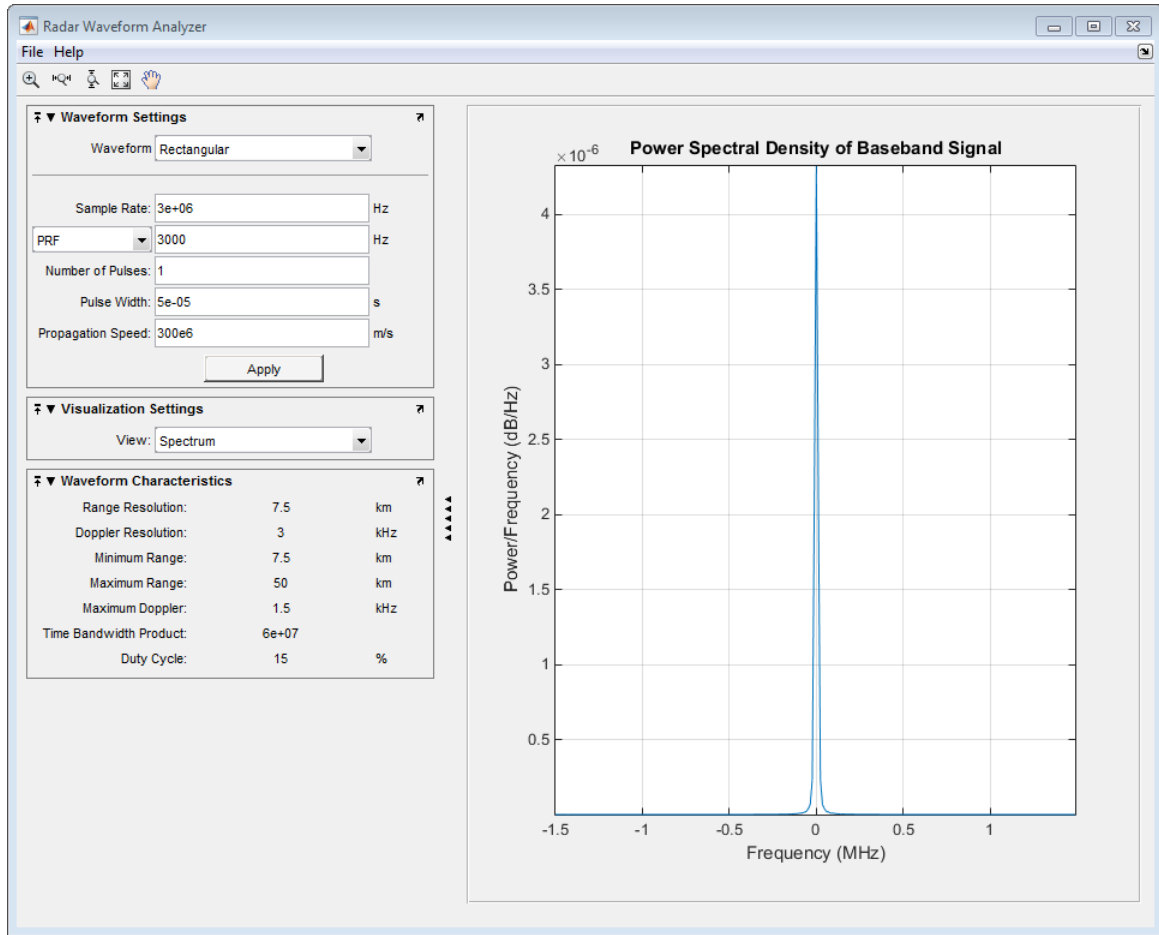 Radar Waveform Analyzer
File Help
Waveform Settings
Waveform Rectangular
Sample Rate: 3e+06 Hz
PRF 3000 Hz
Number of Pulses: 1
Pulse Width: 5e-05 s
Propagation Speed: 300e6 m/s
Apply
Visualization Settings
View: Spectrum
Waveform Characteristics
Range Resolution: 7.5 km
Doppler Resolution: 3 kHz
Minimum Range: 7.5 km
Maximum Range: 50 km
Maximum Doppler: 1.5 kHz
Time Bandwidth Product: 6e+07
Duty Cycle: 15 %
Power Spectral Density of Baseband Signal
×10^-6
4
3.5
3
2.5
2
1.5
1
0.5
Power/Frequency (dB/Hz)
-1.5 -1 -0.5 0 0.5 1
Frequency (MHz)